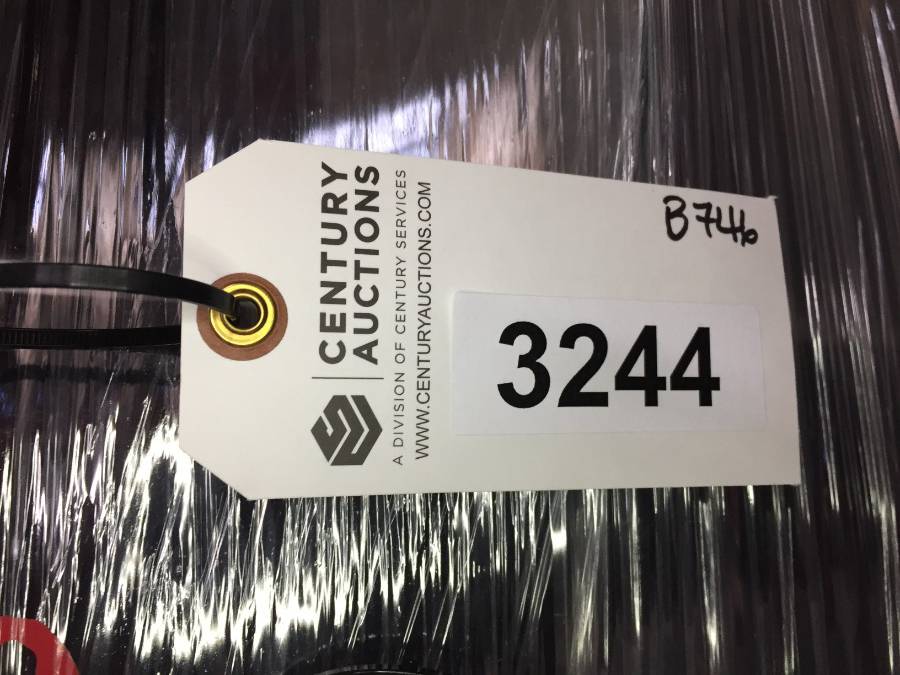 CENTURY
AUCTIONS
A DIVISION OF CENTURY SERVICES
WWW.CENTURYAUCTIONS.COM
B746
3244